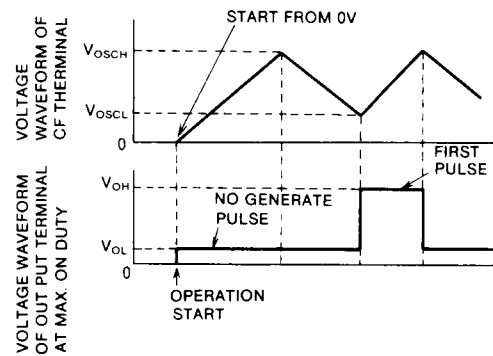 START FROM 0V
VOLTAGE
WAVEFORM OF
CF THERMINAL
VOSCH
VOSCL
0
FIRST
PULSE
VOH
NO GENERATE
PULSE
VOL
0
OPERATION
START
VOLTAGE WAVEFORM
OF OUT PUT TERMINAL
AT MAX. ON DUTY